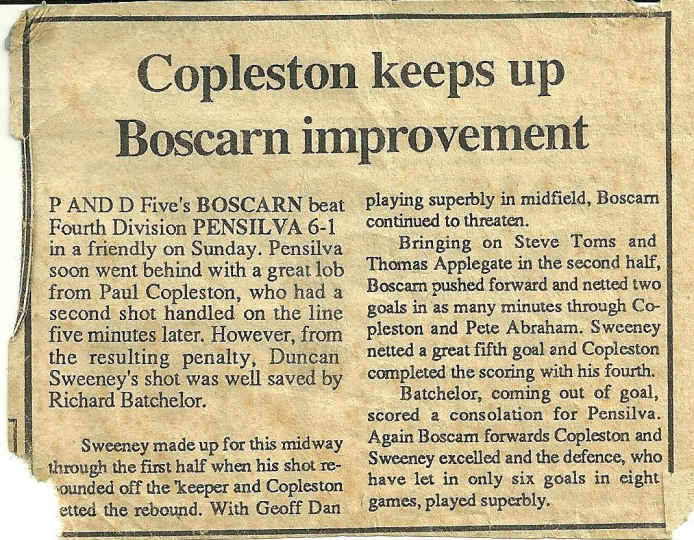 Copleston keeps up
Boscarn improvement
P AND D Five's BOSCARN beat
Fourth Division PENSILVA 6-1
in a friendly on Sunday. Pensilva
soon went behind with a great lob
from Paul Copleston, who had a
second shot handled on the line
five minutes later. However, from
the resulting penalty, Duncan
Sweeney's shot was well saved by
Richard Batchelor.
Sweeney made up for this midway
through the first half when his shot re-
ounded off the 'keeper and Copleston
etted the rebound. With Geoff Dan
playing superbly in midfield, Boscarn
continued to threaten.
Bringing on Steve Toms and
Thomas Applegate in the second half,
Boscarn pushed forward and netted two
goals in as many minutes through Co-
pleston and Pete Abraham. Sweeney
netted a great fifth goal and Copleston
completed the scoring with his fourth.
Batchelor, coming out of goal,
scored a consolation for Pensilva.
Again Boscarn forwards Copleston and
Sweeney excelled and the defence, who
have let in only six goals in eight
games, played superbly.